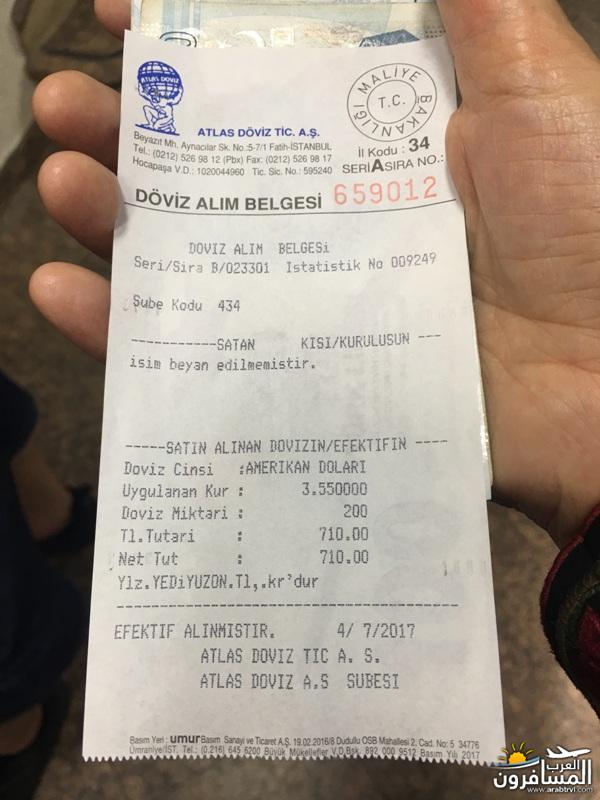 ATLAS DÖVİZ
MALİYE BAKANLIĞI
T.C.
ATLAS DÖVİZ TİC. A.Ş.
Beyazıt Mh. Aynacılar Sk. No.:5-7/1 Fatih-İSTANBUL
Tel.: (0212) 526 98 12 (Pbx) Fax: (0212) 526 98 17
Hocapaşa V.D.: 1020044960 Tic. Sic. No.: 595240
İl Kodu : 34
SERİ A SIRA NO.:
DÖVİZ ALIM BELGESİ 659012
DOVIZ ALIM BELGESi
Seri/Sira B/023301 Istatistik No 009249
Sube Kodu 434
-----------SATAN KISI/KURULUSUN ---
isim beyan edilmemistir.
-----SATIN ALINAN DOVIZIN/EFEKTIFIN ----
Doviz Cinsi :AMERIKAN DOLARI
Uygulanan Kur : 3.550000
Doviz Miktari : 200
Tl.Tutari : 710.00
Net Tut : 710.00
Ylz.YEDiYUZON.Tl,.kr'dur
EFEKTIF ALINMISTIR. 4/ 7/2017
ATLAS DOVIZ TIC A. S.
ATLAS DOVIZ A.S SUBESI
Basım Yeri : umur Basım Sanayi ve Ticaret A.Ş. 19.02.2016/8 Dudullu OSB Mahallesi 2. Cad. No: 5 34776
Ümraniye/İST. Tel.: (0.216) 645 6200 Büyük Mükellefler V.D.Bşk. 892 000 9512 Basım Yılı 2017
العرب
المسافرون
www.arabtrvl.com